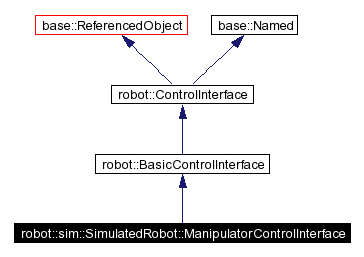 base::ReferencedObject
base::Named
robot::ControlInterface
robot::BasicControlInterface
robot::sim::SimulatedRobot::ManipulatorControlInterface